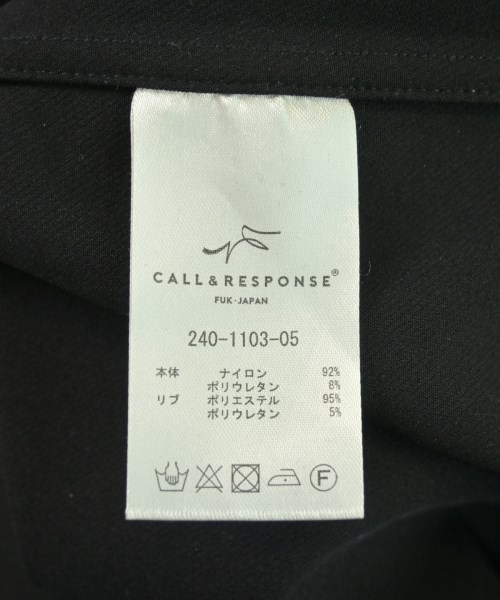 CALL & RESPONSE®
FUK-JAPAN
240-1103-05
本体 ナイロン 92%
ポリウレタン 8%
リブ ポリエステル 95%
ポリウレタン 5%
F